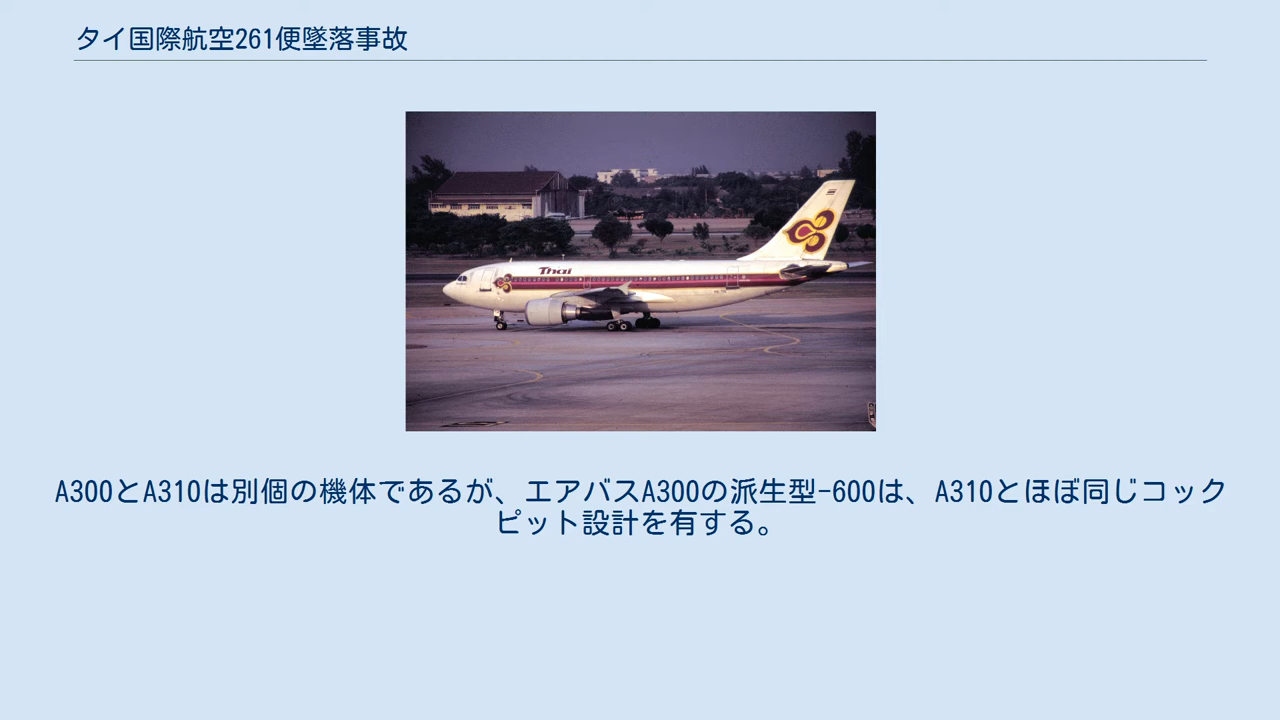 タイ国際航空261便墜落事故
Thai
A300とA310は別個の機体であるが、エアバスA300の派生型-600は、A310とほぼ同じコック
ピット設計を有する。